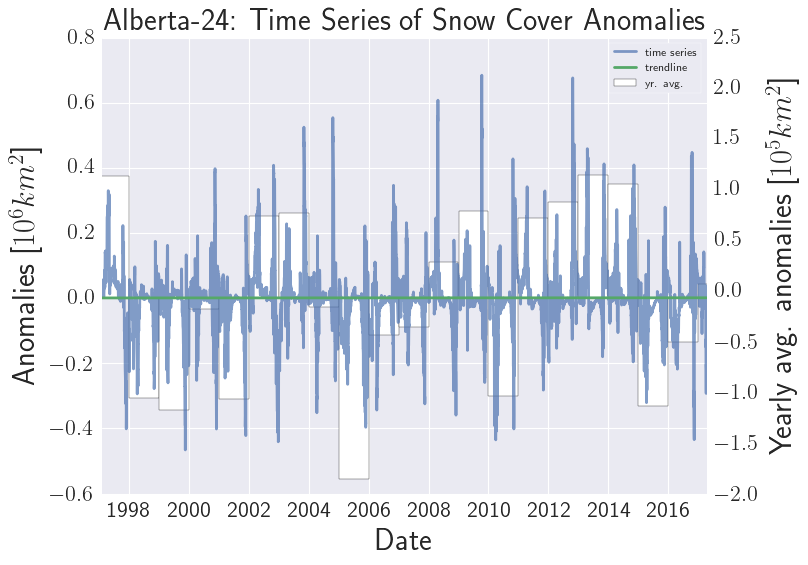 Alberta-24: Time Series of Snow Cover Anomalies
0.8
0.6
0.4
0.2
0.0
−0.2
−0.4
−0.6
Anomalies [10^6 km^2]
time series
trendline
yr. avg.
2.5
2.0
1.5
1.0
0.5
0.0
−0.5
−1.0
−1.5
−2.0
Yearly avg. anomalies [10^5 km^2]
1998 2000 2002 2004 2006 2008 2010 2012 2014 2016
Date